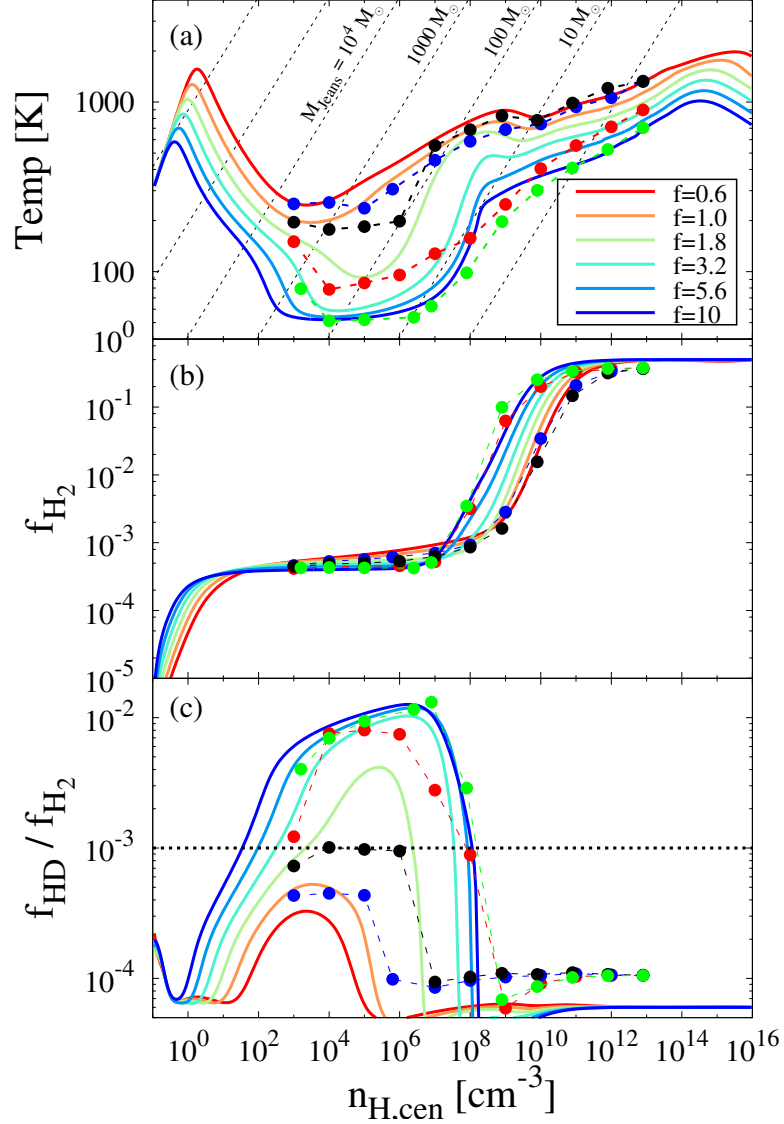 (a)
M_Jeans = 10^4 M_☉
1000 M_☉
100 M_☉
10 M_☉
Temp [K]
1000
100
10^0
f=0.6
f=1.0
f=1.8
f=3.2
f=5.6
f=10
(b)
f_H_2
10^-1
10^-2
10^-3
10^-4
10^-5
(c)
f_HD / f_H_2
10^-2
10^-3
10^-4
10^0 10^2 10^4 10^6 10^8 10^10 10^12 10^14 10^16
n_H,cen [cm^-3]